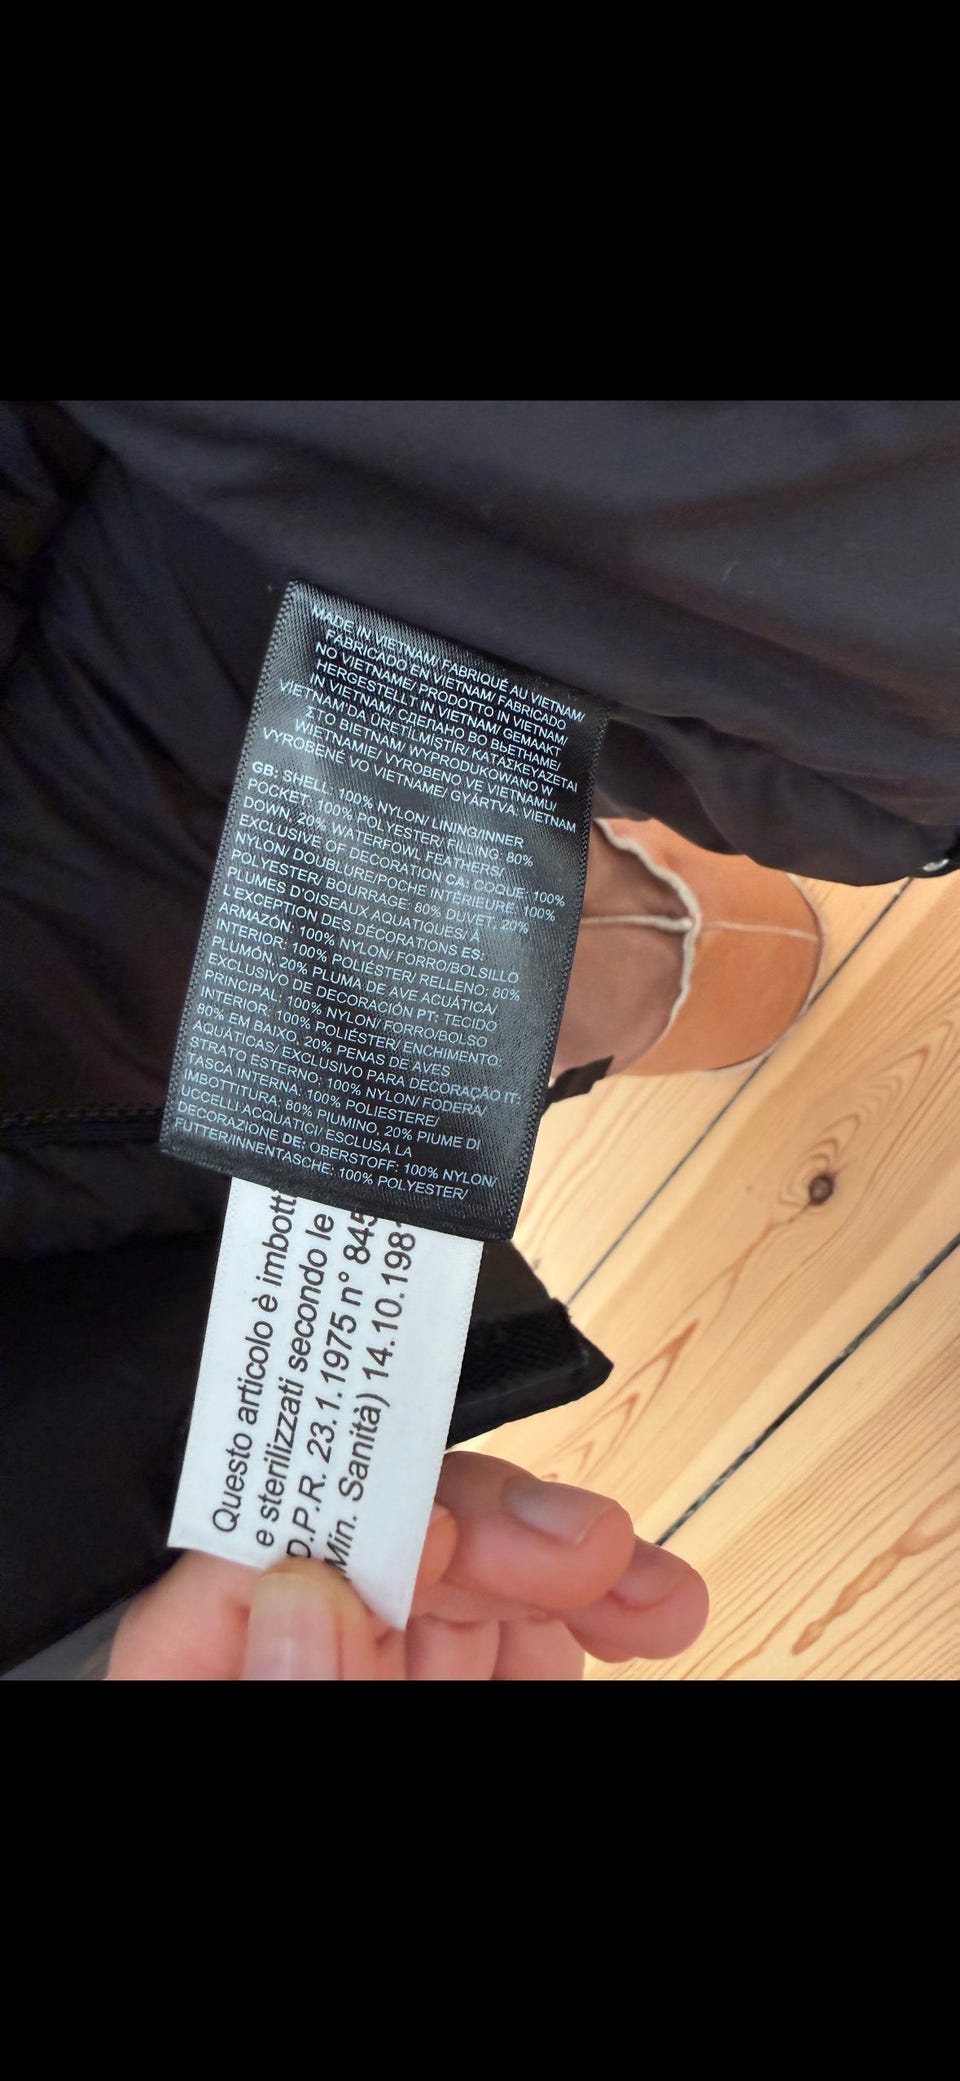 MADE IN VIETNAM/ FABRIQUÉ AU VIETNAM/
FABRICADO EN VIETNAM/ FABRICADO
NO VIETNAME/ PRODOTTO IN VIETNAM/
HERGESTELLT IN VIETNAM/ GEMAAKT
IN VIETNAM/ СДЕЛАНО ВО ВЬЕТНАМЕ/
VIETNAM'DA ÜRETİLMİŞTİR/ ΚΑΤΑΣΚΕΥΑΖΕΤΑΙ
ΣΤΟ ΒΙΕΤΝΑΜ/ WYPRODUKOWANO W
WIETNAMIE/ VYROBENO VE VIETNAMU/
VYROBENÉ VO VIETNAME/ GYÁRTVA: VIETNAM
GB: SHELL: 100% NYLON/ LINING/INNER
POCKET: 100% POLYESTER/ FILLING: 80%
DOWN, 20% WATERFOWL FEATHERS/
EXCLUSIVE OF DECORATION CA: COQUE: 100%
NYLON/ DOUBLURE/POCHE INTÉRIEURE: 100%
POLYESTER/ BOURRAGE: 80% DUVET, 20%
PLUMES D'OISEAUX AQUATIQUES/ À
L'EXCEPTION DES DÉCORATIONS ES:
ARMAZÓN: 100% NYLON/ FORRO/BOLSILLO
INTERIOR: 100% POLIÉSTER/ RELLENO: 80%
PLUMÓN, 20% PLUMA DE AVE ACUÁTICA/
EXCLUSIVO DE DECORACIÓN PT: TECIDO
PRINCIPAL: 100% NYLON/ FORRO/BOLSO
INTERIOR: 100% POLIÉSTER/ ENCHIMENTO:
80% EM BAIXO, 20% PENAS DE AVES
AQUÁTICAS/ EXCLUSIVO PARA DECORAÇÃO IT:
STRATO ESTERNO: 100% NYLON/ FODERA/
TASCA INTERNA: 100% POLIESTERE/
IMBOTTITURA: 80% PIUMINO, 20% PIUME DI
UCCELLI ACQUATICI/ ESCLUSA LA
DECORAZIONE DE: OBERSTOFF: 100% NYLON/
FUTTER/INNENTASCHE: 100% POLYESTER/
Questo articolo è imbott
e sterilizzati secondo le
D.P.R. 23.1.1975 n° 845
Min. Sanità) 14.10.198